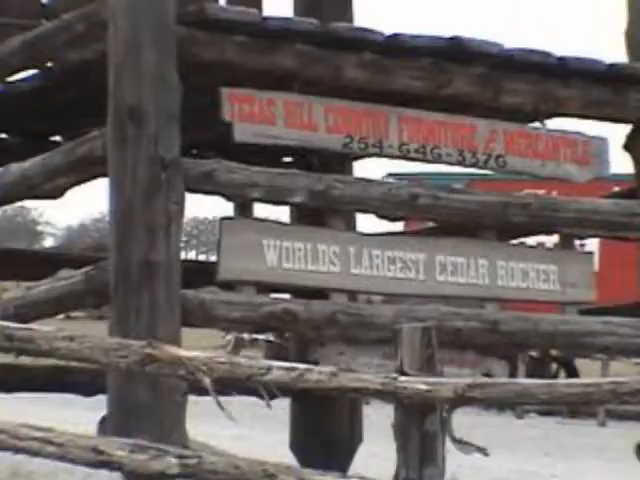 TEXAS HILL COUNTRY FURNITURE & MERCANTILE
254-646-3376
WORLDS LARGEST CEDAR ROCKER